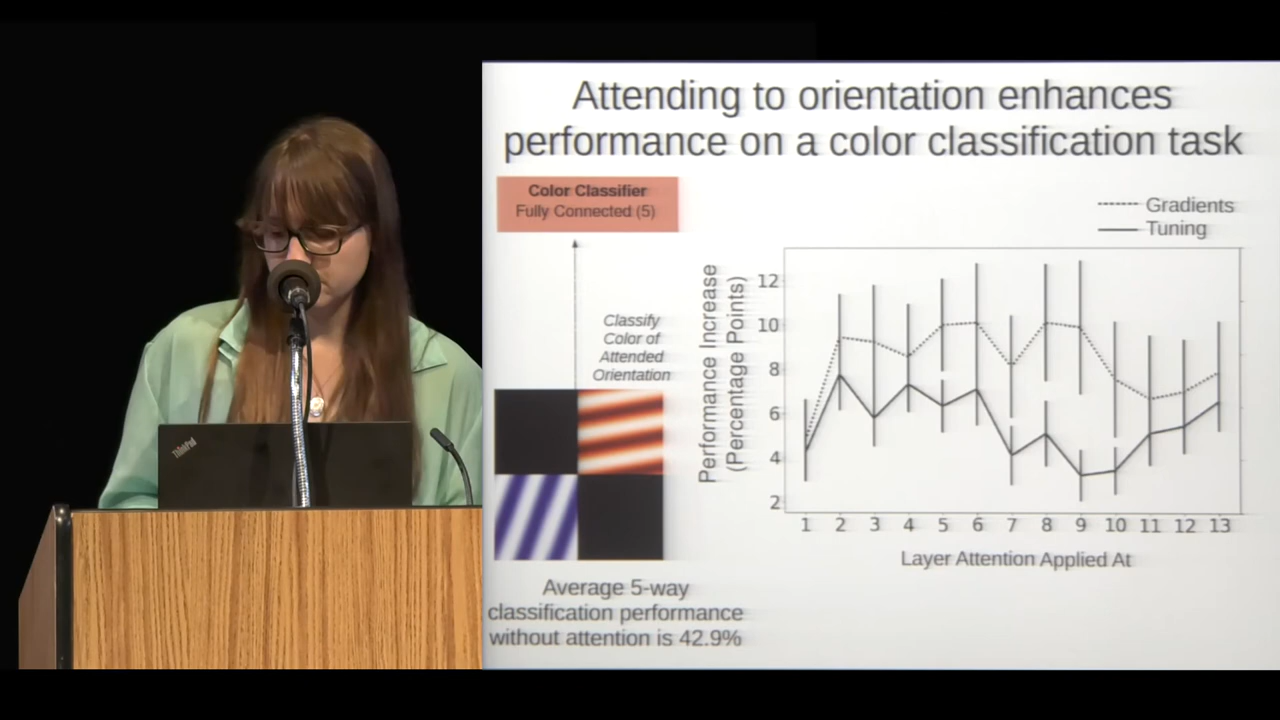 Attending to orientation enhances
performance on a color classification task
Color Classifier
Fully Connected (5)
Gradients
Tuning
Classify
Color of
Attended
Orientation
Performance Increase
(Percentage Points)
12
10
8
6
4
2
1 2 3 4 5 6 7 8 9 10 11 12 13
Layer Attention Applied At
Average 5-way
classification performance
without attention is 42.9%
ThinkPad